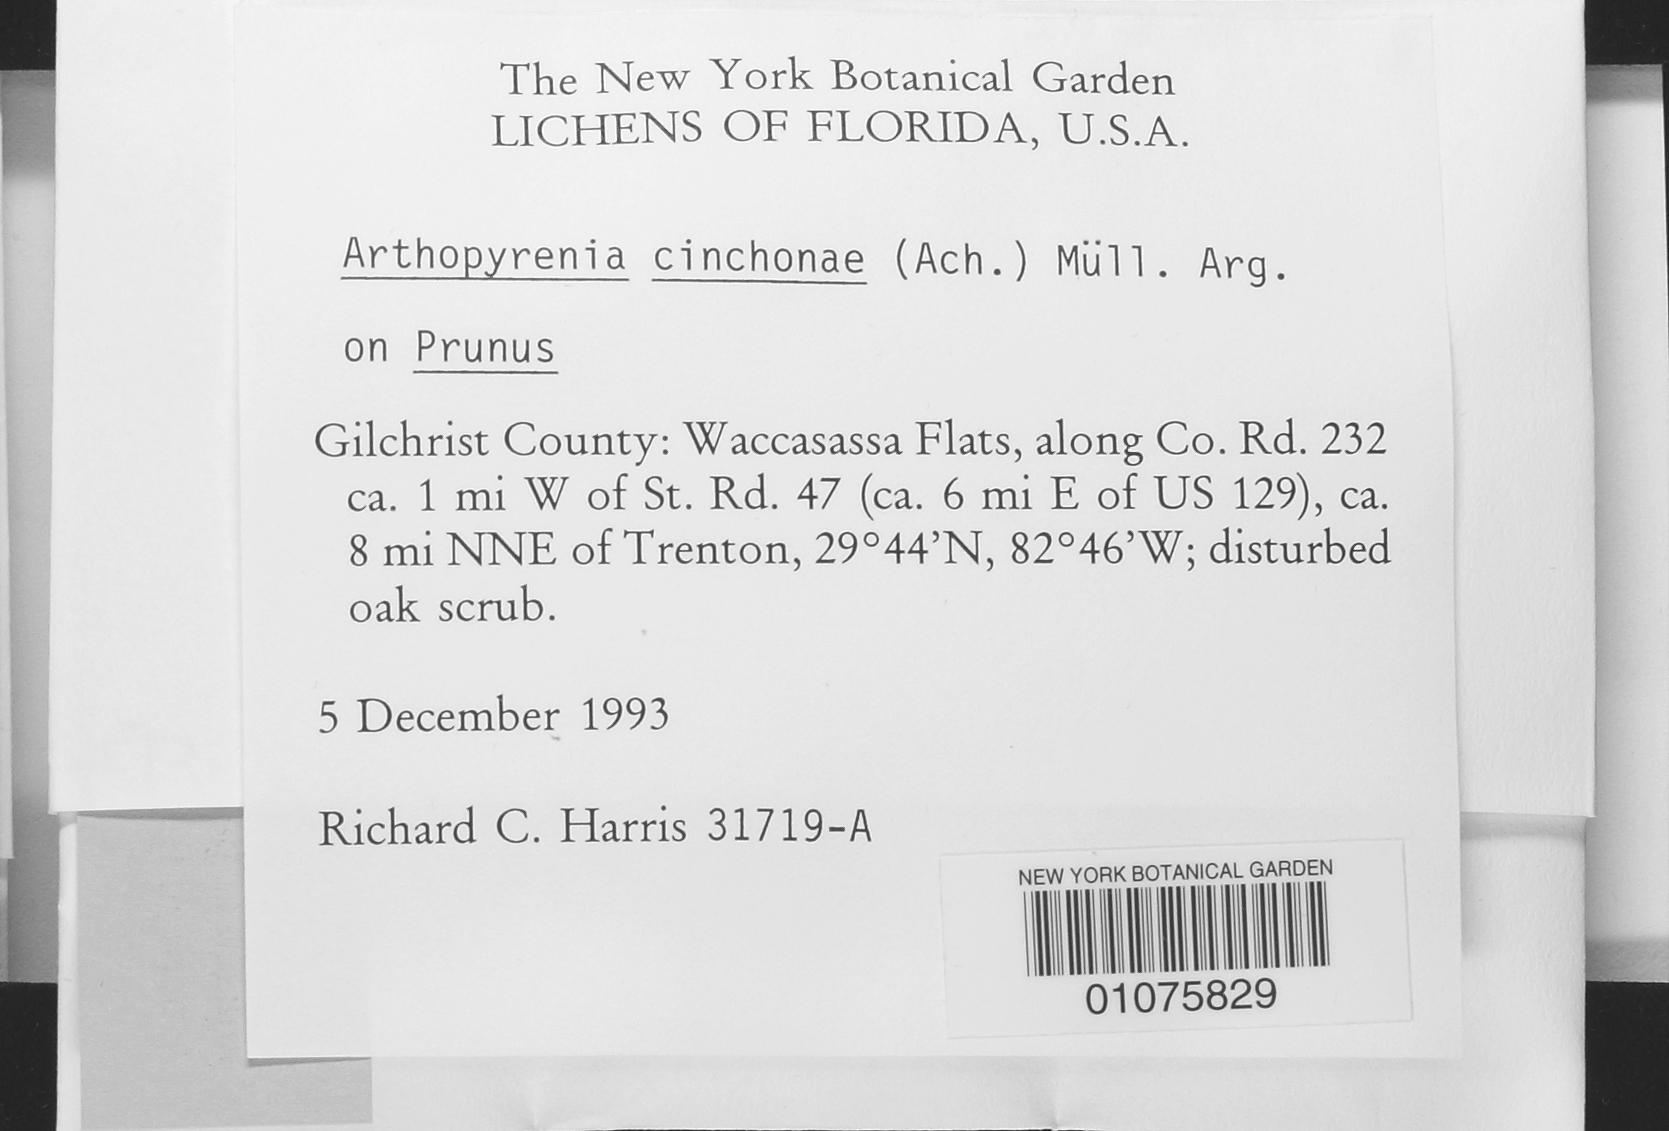 The New York Botanical Garden
LICHENS OF FLORIDA, U.S.A.
Arthopyrenia cinchonae (Ach.) Müll. Arg.
on Prunus
Gilchrist County: Waccasassa Flats, along Co. Rd. 232
ca. 1 mi W of St. Rd. 47 (ca. 6 mi E of US 129), ca.
8 mi NNE of Trenton, 29°44'N, 82°46'W; disturbed
oak scrub.
5 December 1993
Richard C. Harris 31719-A
NEW YORK BOTANICAL GARDEN
01075829